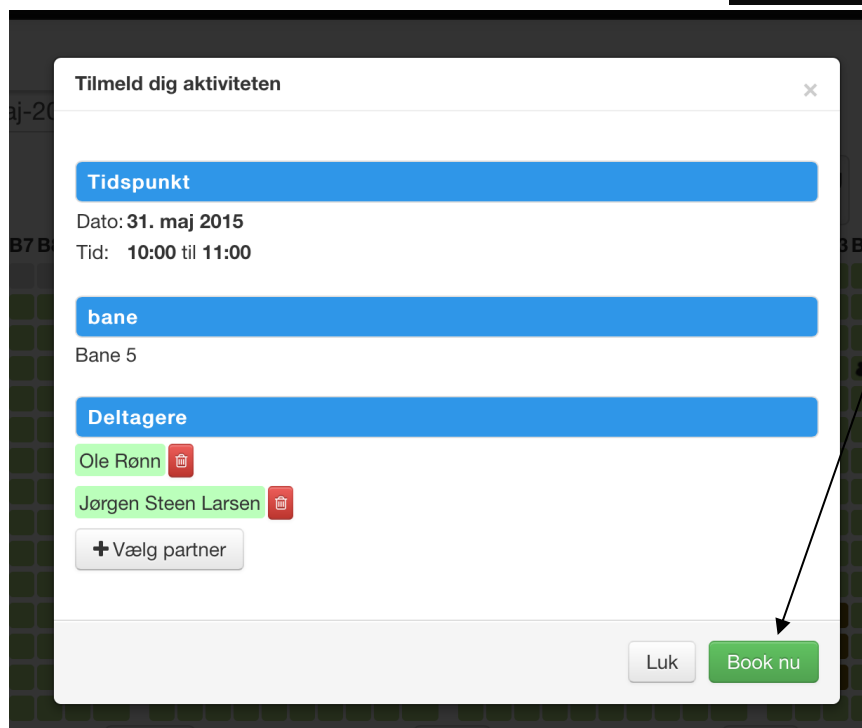 Tilmeld dig aktiviteten
×
Tidspunkt
Dato: 31. maj 2015
Tid: 10:00 til 11:00
B7
bane
Bane 5
Deltagere
Ole Rønn
Jørgen Steen Larsen
+ Vælg partner
Luk
Book nu